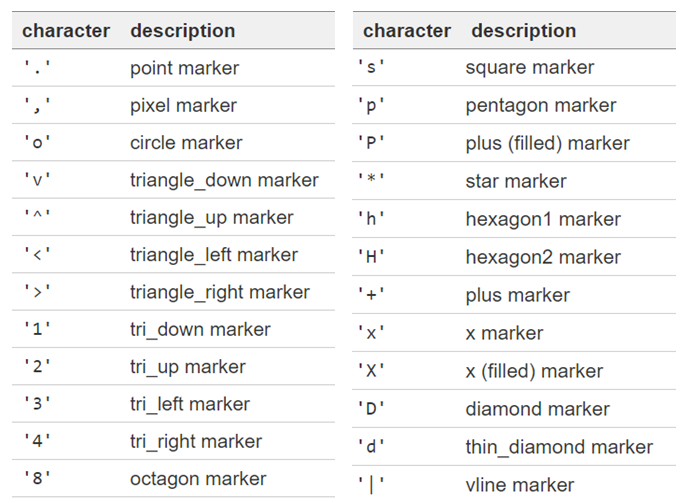 character description
'.' point marker
',' pixel marker
'o' circle marker
'v' triangle_down marker
'^' triangle_up marker
'<' triangle_left marker
'>' triangle_right marker
'1' tri_down marker
'2' tri_up marker
'3' tri_left marker
'4' tri_right marker
'8' octagon marker
character description
's' square marker
'p' pentagon marker
'P' plus (filled) marker
'*' star marker
'h' hexagon1 marker
'H' hexagon2 marker
'+' plus marker
'x' x marker
'X' x (filled) marker
'D' diamond marker
'd' thin_diamond marker
'|' vline marker